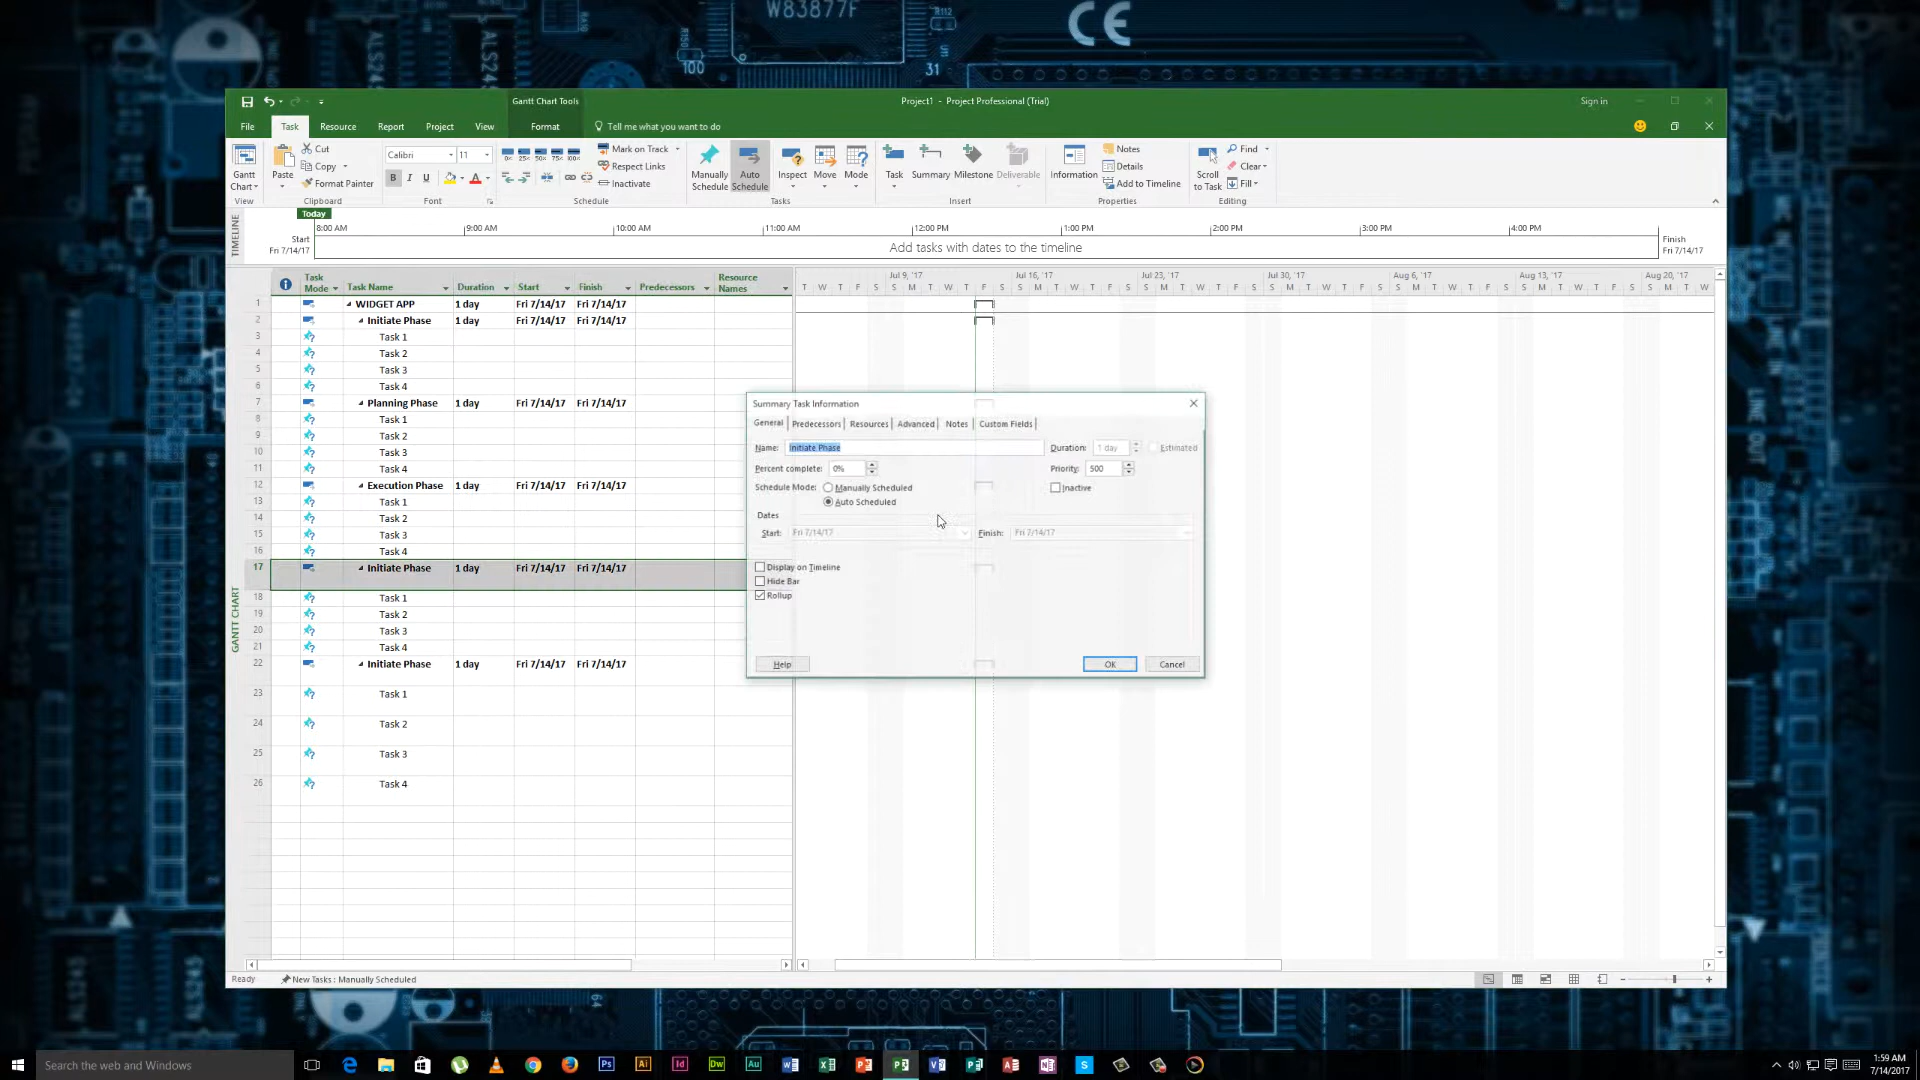 W83877F
R112
CE
100
31
Gantt Chart Tools
Project1 - Project Professional (Trial)
Sign in
File
Task
Resource
Report
Project
View
Format
Tell me what you want to do
Gantt
Chart
Paste
Cut
Copy
Format Painter
Calibri
11
B I U
0% 25% 50% 75% 100%
Mark on Track
Respect Links
Inactivate
Manually
Schedule
Auto
Schedule
Inspect
Move
Mode
Task
Summary
Milestone
Deliverable
Information
Notes
Details
Add to Timeline
Scroll
to Task
Find
Clear
Fill
View
Clipboard
Font
Schedule
Tasks
Insert
Properties
Editing
TIMELINE
Today
8:00 AM
9:00 AM
10:00 AM
11:00 AM
12:00 PM
1:00 PM
2:00 PM
3:00 PM
4:00 PM
Start
Fri 7/14/17
Add tasks with dates to the timeline
Finish
Fri 7/14/17
Task
Mode
Task Name
Duration
Start
Finish
Predecessors
Resource
Names
Jul 9, '17
Jul 16, '17
Jul 23, '17
Jul 30, '17
Aug 6, '17
Aug 13, '17
Aug 20, '17
T W T F S S M T W T F S S M T W T F S S M T W T F S S M T W T F S S M T W T F S S M T W T F S S M T W
1 WIDGET APP 1 day Fri 7/14/17 Fri 7/14/17
2 Initiate Phase 1 day Fri 7/14/17 Fri 7/14/17
3 Task 1
4 Task 2
5 Task 3
6 Task 4
7 Planning Phase 1 day Fri 7/14/17 Fri 7/14/17
8 Task 1
9 Task 2
10 Task 3
11 Task 4
12 Execution Phase 1 day Fri 7/14/17 Fri 7/14/17
13 Task 1
14 Task 2
15 Task 3
16 Task 4
17 Initiate Phase 1 day Fri 7/14/17 Fri 7/14/17
18 Task 1
19 Task 2
20 Task 3
21 Task 4
22 Initiate Phase 1 day Fri 7/14/17 Fri 7/14/17
23 Task 1
24 Task 2
25 Task 3
26 Task 4
GANTT CHART
Summary Task Information
General
Predecessors
Resources
Advanced
Notes
Custom Fields
Name: Initiate Phase
Duration: 1 day
Estimated
Percent complete: 0%
Priority: 500
Schedule Mode: Manually Scheduled
Inactive
Auto Scheduled
Dates
Start: Fri 7/14/17
Finish: Fri 7/14/17
Display on Timeline
Hide Bar
Rollup
Help
OK
Cancel
Ready
New Tasks : Manually Scheduled
LINE OUT
64
Search the web and Windows
Ps
Ai
Id
Dw
Au
1:59 AM
7/14/2017